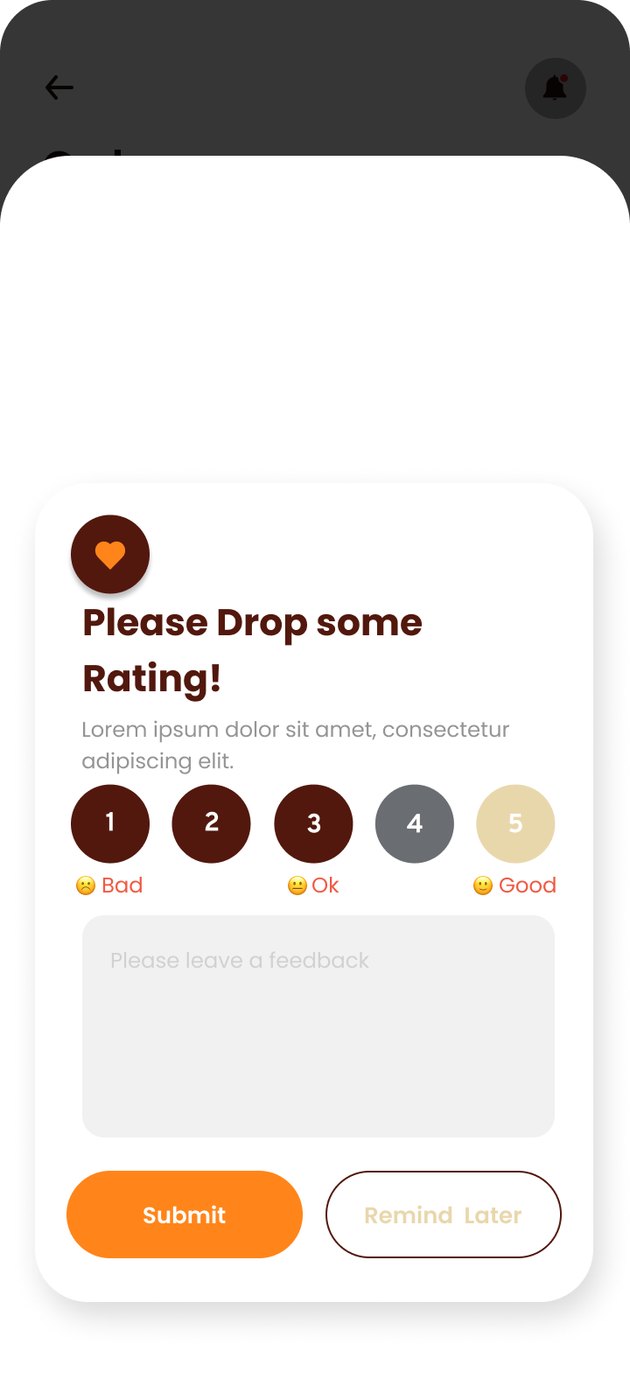 Please Drop some
Rating!
Lorem ipsum dolor sit amet, consectetur
adipiscing elit.
1 2 3 4 5
☹️ Bad 😐 Ok 🙂 Good
Please leave a feedback
Submit Remind Later